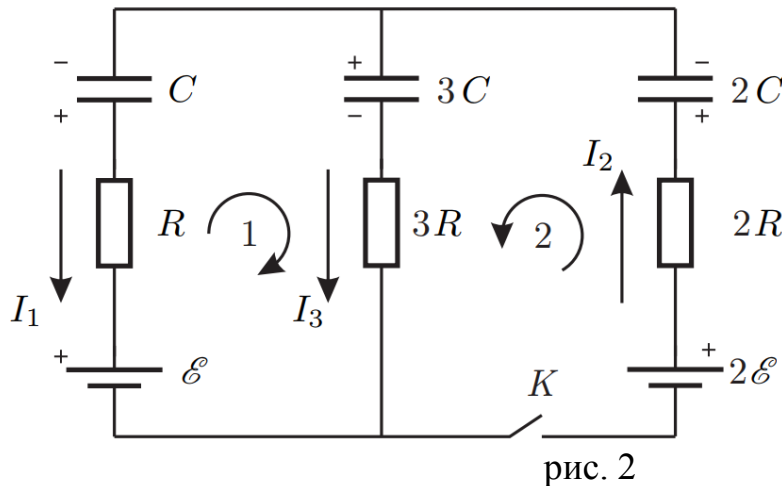 − + −
C 3C 2C
+ − +
I₂
R 1 3R 2 2R
I₁ I₃
+ +
ℰ K 2ℰ
рис. 2